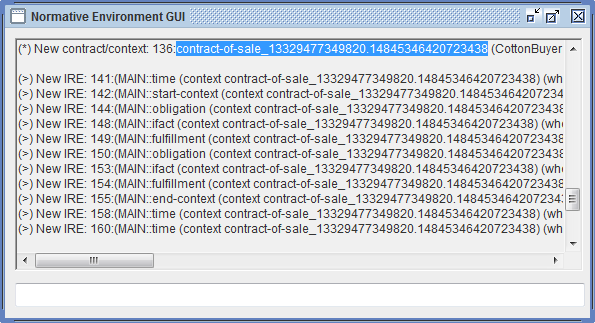 Normative Environment GUI
(*) New contract/context: 136:contract-of-sale_13329477349820.14845346420723438 (CottonBuyer
(>) New IRE: 141:(MAIN::time (context contract-of-sale_13329477349820.14845346420723438) (wh
(>) New IRE: 142:(MAIN::start-context (context contract-of-sale_13329477349820.1484534642072
(>) New IRE: 144:(MAIN::obligation (context contract-of-sale_13329477349820.14845346420723438
(>) New IRE: 148:(MAIN::ifact (context contract-of-sale_13329477349820.14845346420723438) (wh
(>) New IRE: 149:(MAIN::fulfillment (context contract-of-sale_13329477349820.14845346420723438
(>) New IRE: 150:(MAIN::obligation (context contract-of-sale_13329477349820.14845346420723438
(>) New IRE: 153:(MAIN::ifact (context contract-of-sale_13329477349820.14845346420723438) (wh
(>) New IRE: 154:(MAIN::fulfillment (context contract-of-sale_13329477349820.14845346420723438
(>) New IRE: 155:(MAIN::end-context (context contract-of-sale_13329477349820.1484534642072343
(>) New IRE: 158:(MAIN::time (context contract-of-sale_13329477349820.14845346420723438) (wh
(>) New IRE: 160:(MAIN::time (context contract-of-sale_13329477349820.14845346420723438) (wh